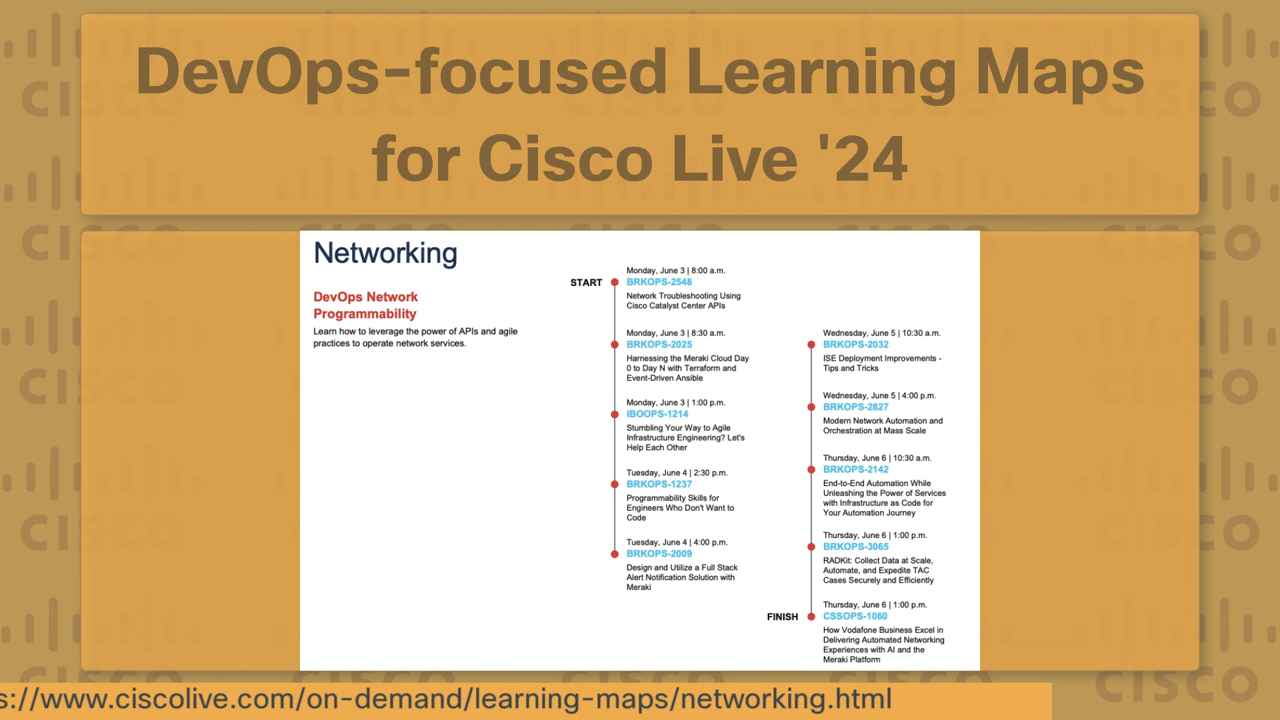 DevOps-focused Learning Maps
for Cisco Live '24
Networking
DevOps Network
Programmability
Learn how to leverage the power of APIs and agile
practices to operate network services.
START
Monday, June 3 | 8:00 a.m.
BRKOPS-2548
Network Troubleshooting Using
Cisco Catalyst Center APIs
Monday, June 3 | 8:30 a.m.
BRKOPS-2025
Harnessing the Meraki Cloud Day
0 to Day N with Terraform and
Event-Driven Ansible
Monday, June 3 | 1:00 p.m.
IBOOPS-1214
Stumbling Your Way to Agile
Infrastructure Engineering? Let's
Help Each Other
Tuesday, June 4 | 2:30 p.m.
BRKOPS-1237
Programmability Skills for
Engineers Who Don't Want to
Code
Tuesday, June 4 | 4:00 p.m.
BRKOPS-2009
Design and Utilize a Full Stack
Alert Notification Solution with
Meraki
Wednesday, June 5 | 10:30 a.m.
BRKOPS-2032
ISE Deployment Improvements -
Tips and Tricks
Wednesday, June 5 | 4:00 p.m.
BRKOPS-2827
Modern Network Automation and
Orchestration at Mass Scale
Thursday, June 6 | 10:30 a.m.
BRKOPS-2142
End-to-End Automation While
Unleashing the Power of Services
with Infrastructure as Code for
Your Automation Journey
Thursday, June 6 | 1:00 p.m.
BRKOPS-3065
RADKit: Collect Data at Scale,
Automate, and Expedite TAC
Cases Securely and Efficiently
FINISH
Thursday, June 6 | 1:00 p.m.
CSSOPS-1060
How Vodafone Business Excel in
Delivering Automated Networking
Experiences with AI and the
Meraki Platform
s://www.ciscolive.com/on-demand/learning-maps/networking.html